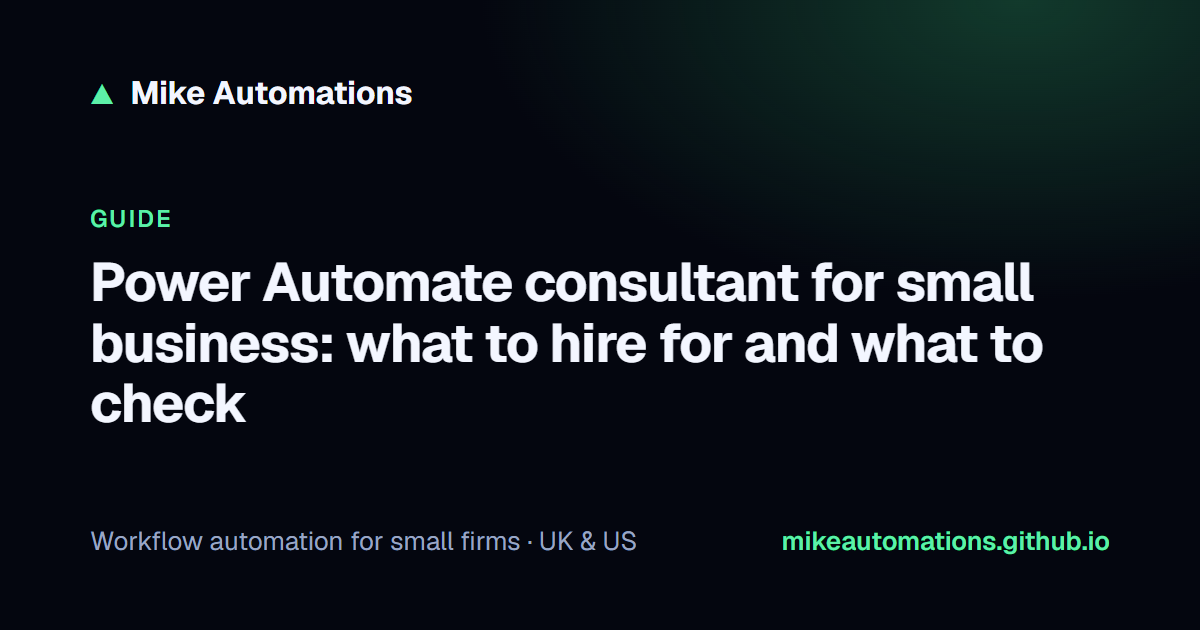 Mike Automations
GUIDE
Power Automate consultant for small
business: what to hire for and what to
check
Workflow automation for small firms · UK & US
mikeautomations.github.io